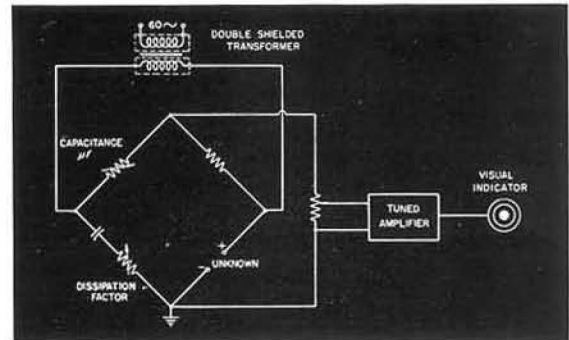 60~
DOUBLE SHIELDED
TRANSFORMER
CAPACITANCE
μf
VISUAL
INDICATOR
TUNED
AMPLIFIER
+
UNKNOWN
−
DISSIPATION
FACTOR